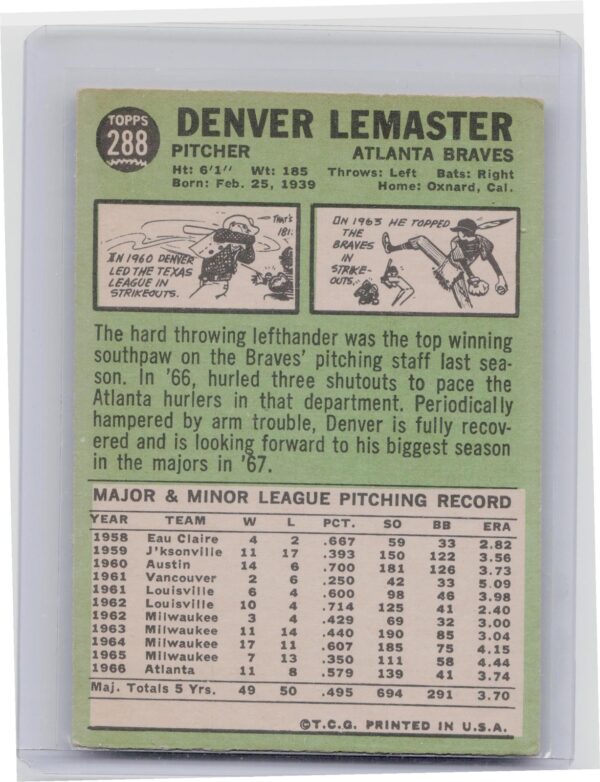 TOPPS
288
DENVER LEMASTER
PITCHER ATLANTA BRAVES
Ht: 6'1" Wt: 185 Throws: Left Bats: Right
Born: Feb. 25, 1939 Home: Oxnard, Cal.
THAT'S
181.
IN 1960 DENVER
LED THE TEXAS
LEAGUE IN
STRIKEOUTS.
ON 1963 HE TOPPED
THE
BRAVES
IN
STRIKE-
OUTS.
The hard throwing lefthander was the top winning
southpaw on the Braves' pitching staff last sea-
son. In '66, hurled three shutouts to pace the
Atlanta hurlers in that department. Periodically
hampered by arm trouble, Denver is fully recov-
ered and is looking forward to his biggest season
in the majors in '67.
MAJOR & MINOR LEAGUE PITCHING RECORD
YEAR TEAM W L PCT. SO BB ERA
1958 Eau Claire 4 2 .667 59 33 2.82
1959 J'ksonville 11 17 .393 150 122 3.56
1960 Austin 14 6 .700 181 126 3.73
1961 Vancouver 2 6 .250 42 33 5.09
1961 Louisville 6 4 .600 98 46 3.98
1962 Louisville 10 4 .714 125 41 2.40
1962 Milwaukee 3 4 .429 69 32 3.00
1963 Milwaukee 11 14 .440 190 85 3.04
1964 Milwaukee 17 11 .607 185 75 4.15
1965 Milwaukee 7 13 .350 111 58 4.44
1966 Atlanta 11 8 .579 139 41 3.74
Maj. Totals 5 Yrs. 49 50 .495 694 291 3.70
©T.C.G. PRINTED IN U.S.A.